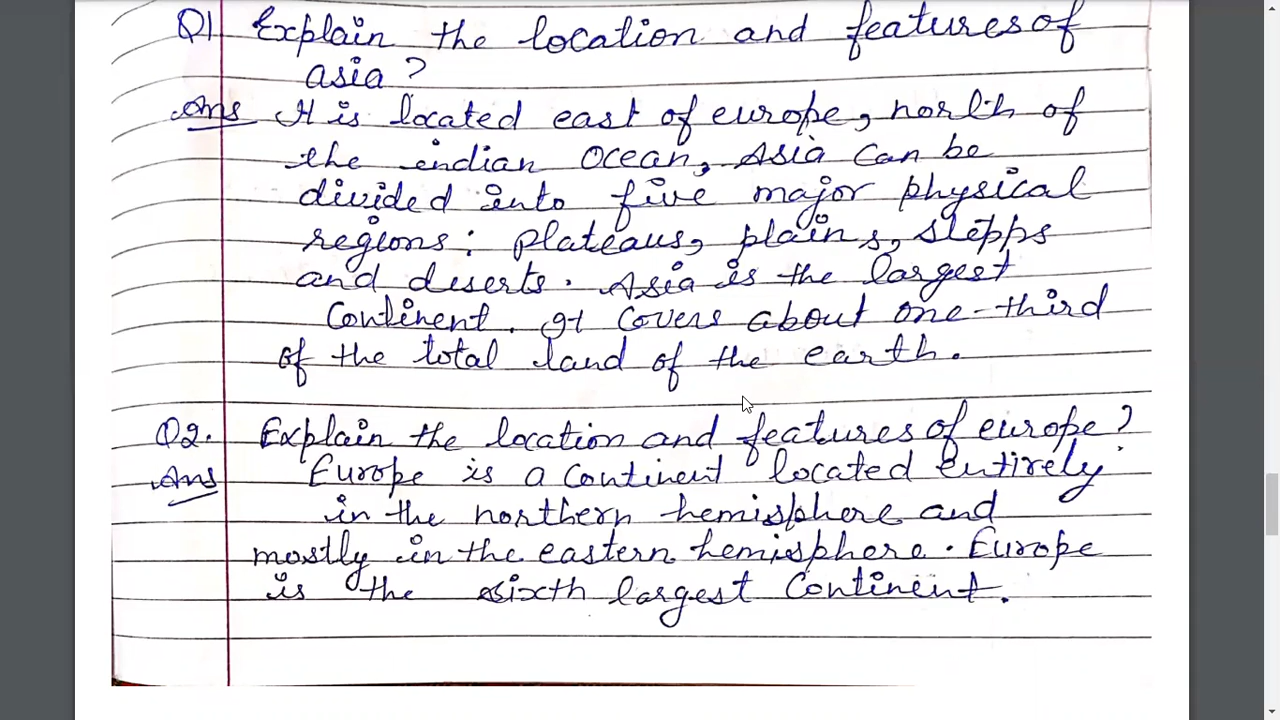 Q1 Explain the location and features of
asia?
Ans It is located east of europe, north of
the indian Ocean, Asia can be
divided into five major physical
regions: plateaus, plains, stepps
and deserts. Asia is the largest
Continent. It covers about one-third
of the total land of the earth.
Q2. Explain the location and features of europe?
Ans Europe is a continent located entirely
in the northern hemisphere and
mostly in the eastern hemisphere. Europe
is the sixth largest Continent.